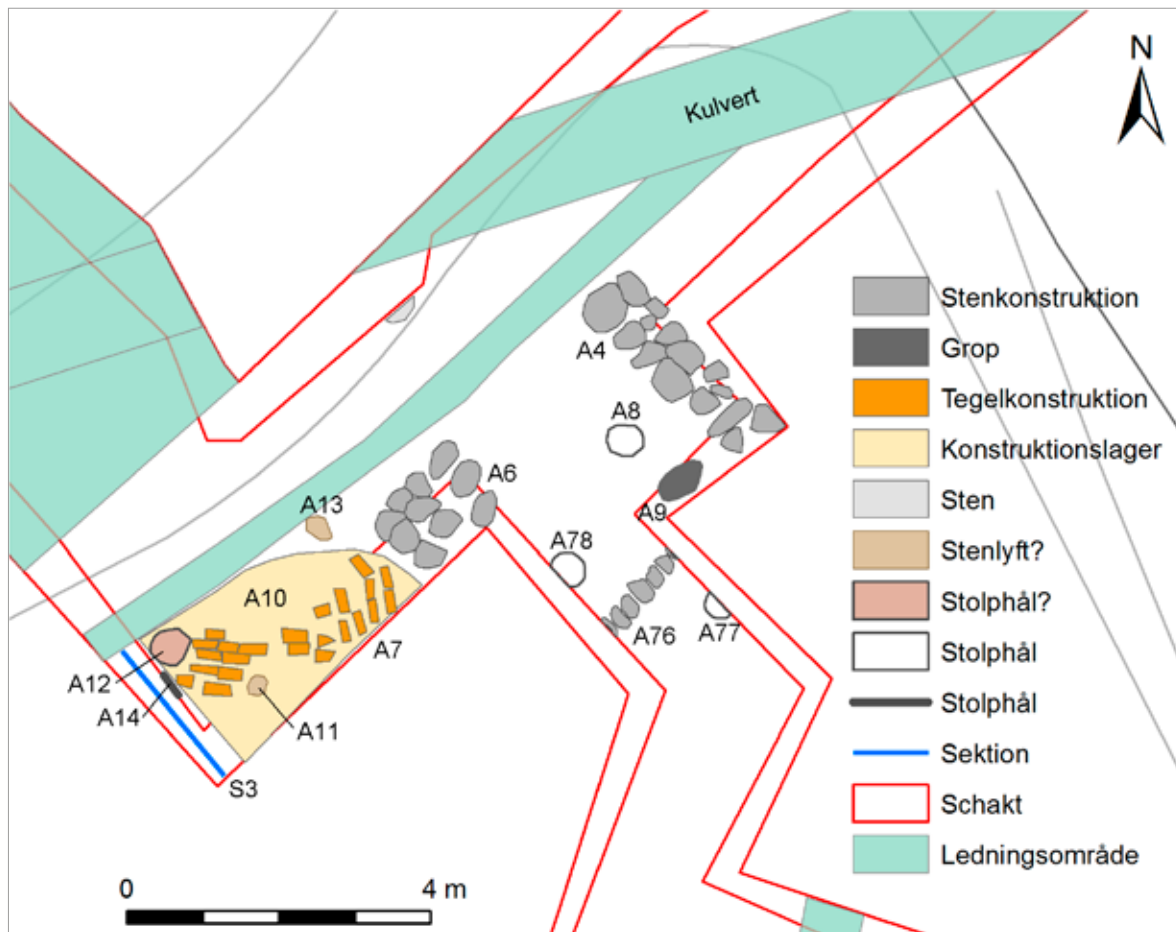 N
Kulvert
A4
A8
A6
A9
A13
A78
A10
A76
A77
A7
A12
A14
A11
S3
0 4 m
Stenkonstruktion
Grop
Tegelkonstruktion
Konstruktionslager
Sten
Stenlyft?
Stolphål?
Stolphål
Stolphål
Sektion
Schakt
Ledningsområde